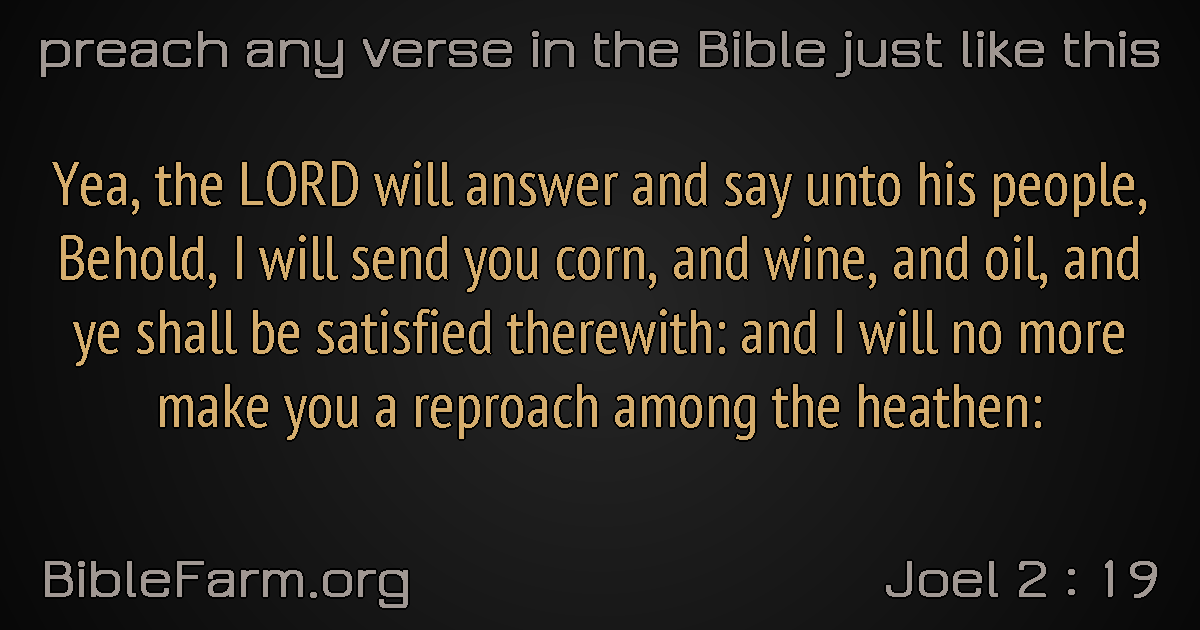 preach any verse in the Bible just like this
Yea, the LORD will answer and say unto his people,
Behold, I will send you corn, and wine, and oil, and
ye shall be satisfied therewith: and I will no more
make you a reproach among the heathen:
BibleFarm.org
Joel 2 : 19